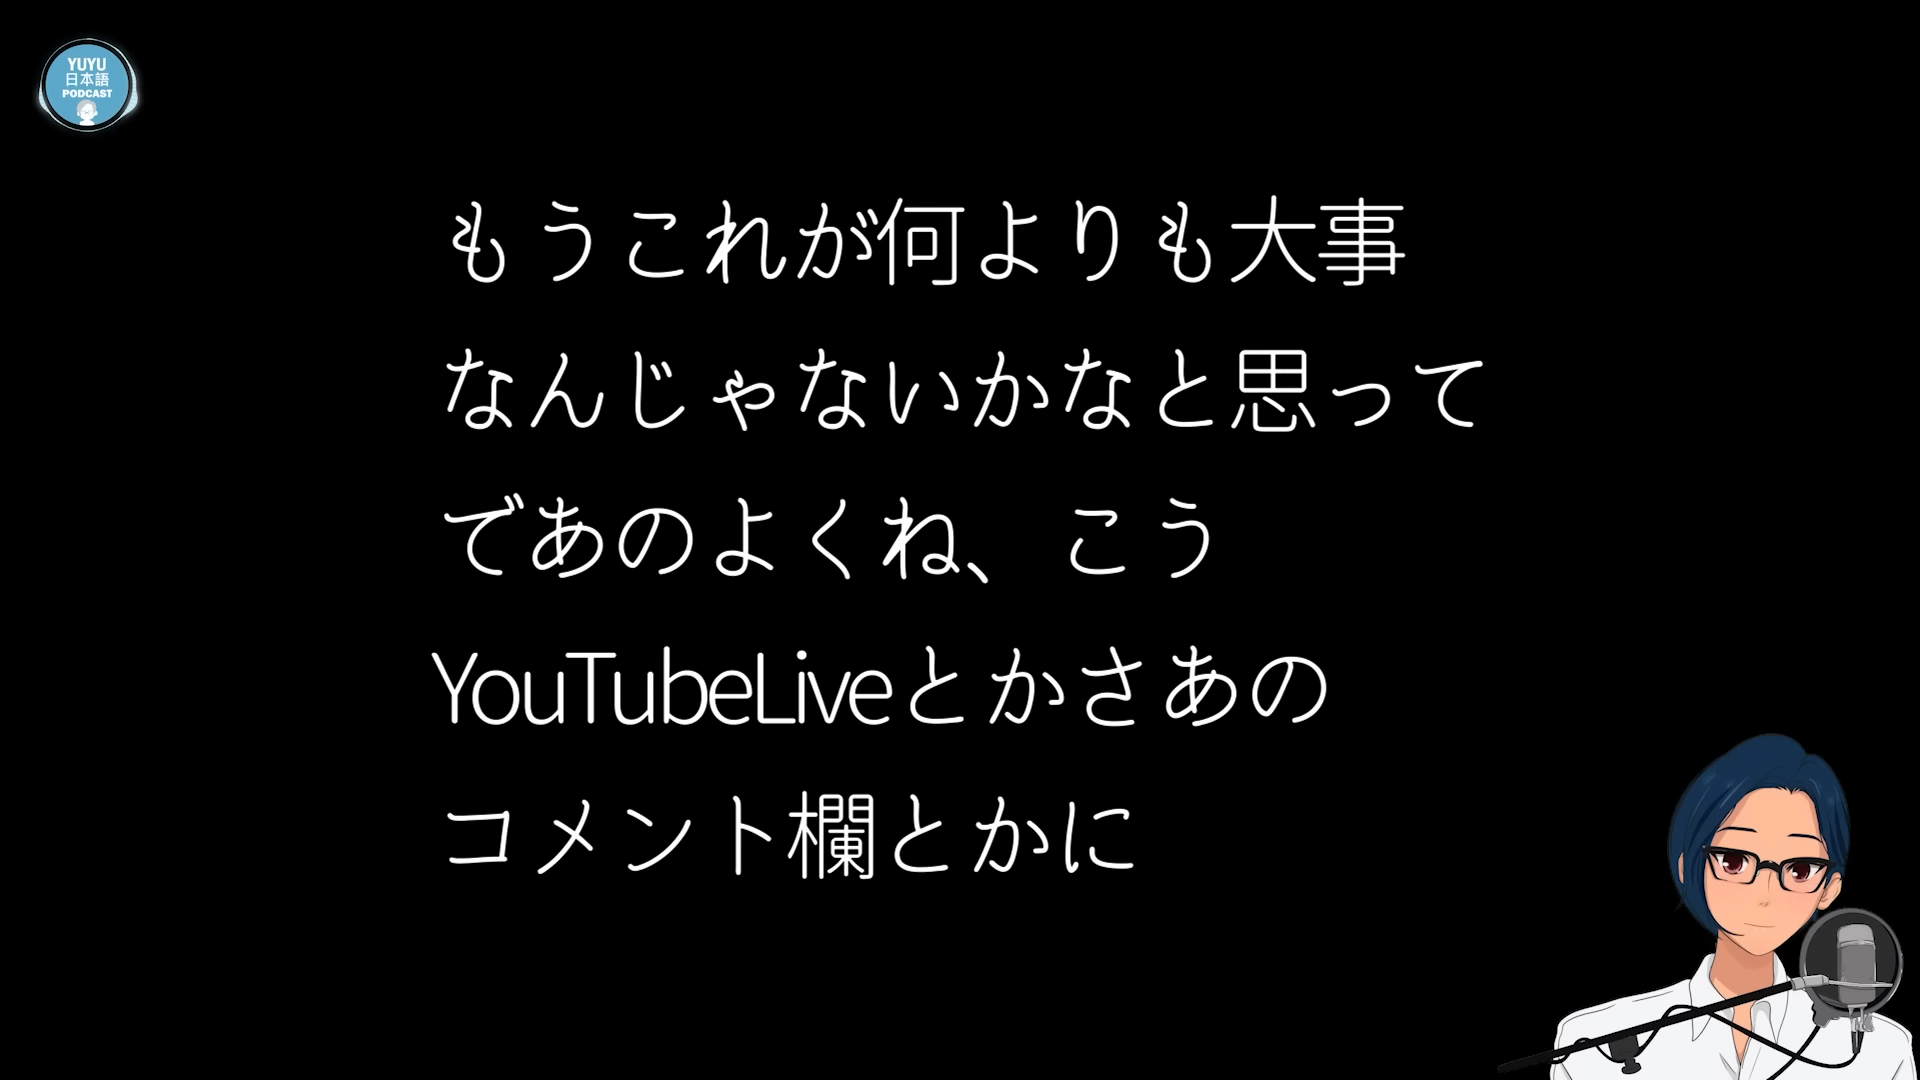 YUYU
日本語
PODCAST
もうこれが何よりも大事
なんじゃないかなと思って
であのよくね、こう
YouTubeLiveとかさあの
コメント欄とかに